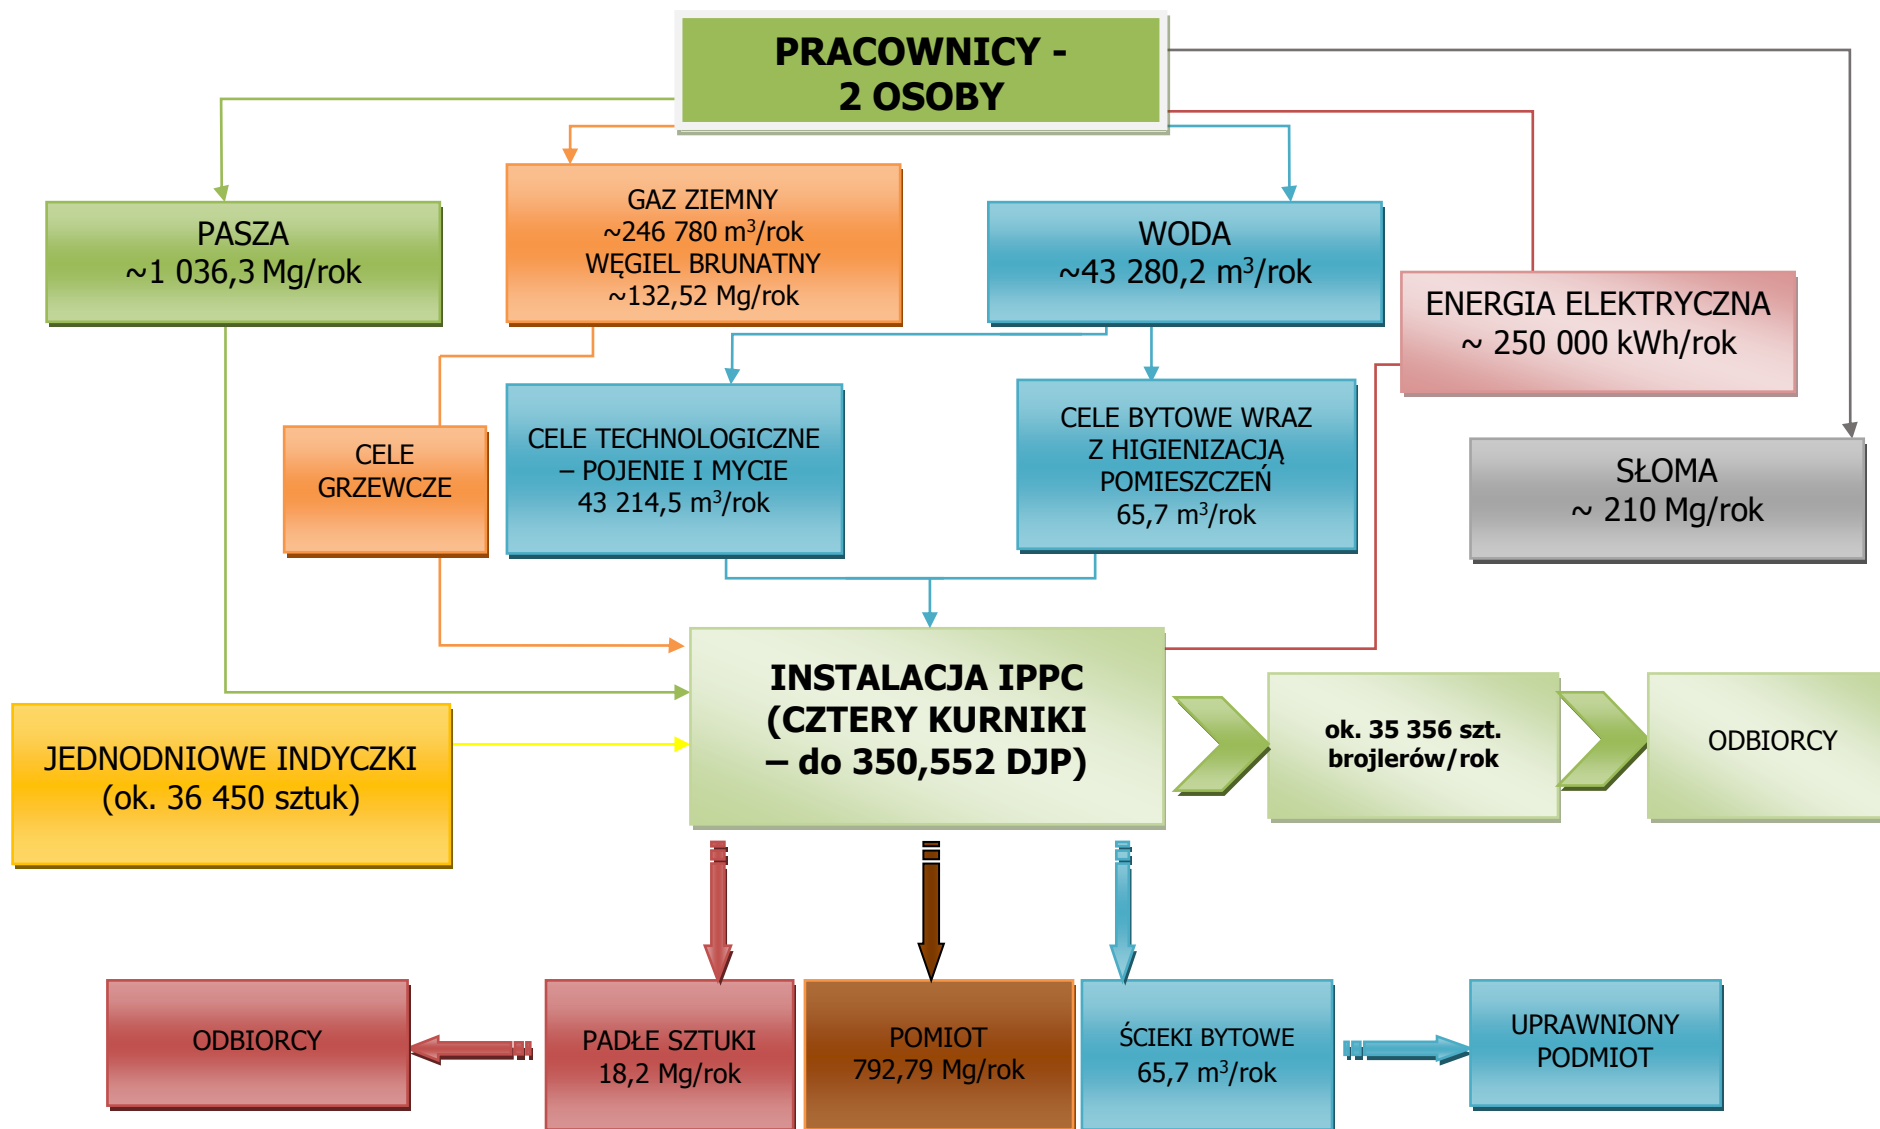 PRACOWNICY -
2 OSOBY
PASZA
~1 036,3 Mg/rok
GAZ ZIEMNY
~246 780 m³/rok
WĘGIEL BRUNATNY
~132,52 Mg/rok
WODA
~43 280,2 m³/rok
ENERGIA ELEKTRYCZNA
~ 250 000 kWh/rok
CELE
GRZEWCZE
CELE TECHNOLOGICZNE
– POJENIE I MYCIE
43 214,5 m³/rok
CELE BYTOWE WRAZ
Z HIGIENIZACJĄ
POMIESZCZEŃ
65,7 m³/rok
SŁOMA
~ 210 Mg/rok
JEDNODNIOWE INDYCZKI
(ok. 36 450 sztuk)
INSTALACJA IPPC
(CZTERY KURNIKI
– do 350,552 DJP)
ok. 35 356 szt.
brojlerów/rok
ODBIORCY
ODBIORCY
PADŁE SZTUKI
18,2 Mg/rok
POMIOT
792,79 Mg/rok
ŚCIEKI BYTOWE
65,7 m³/rok
UPRAWNIONY
PODMIOT